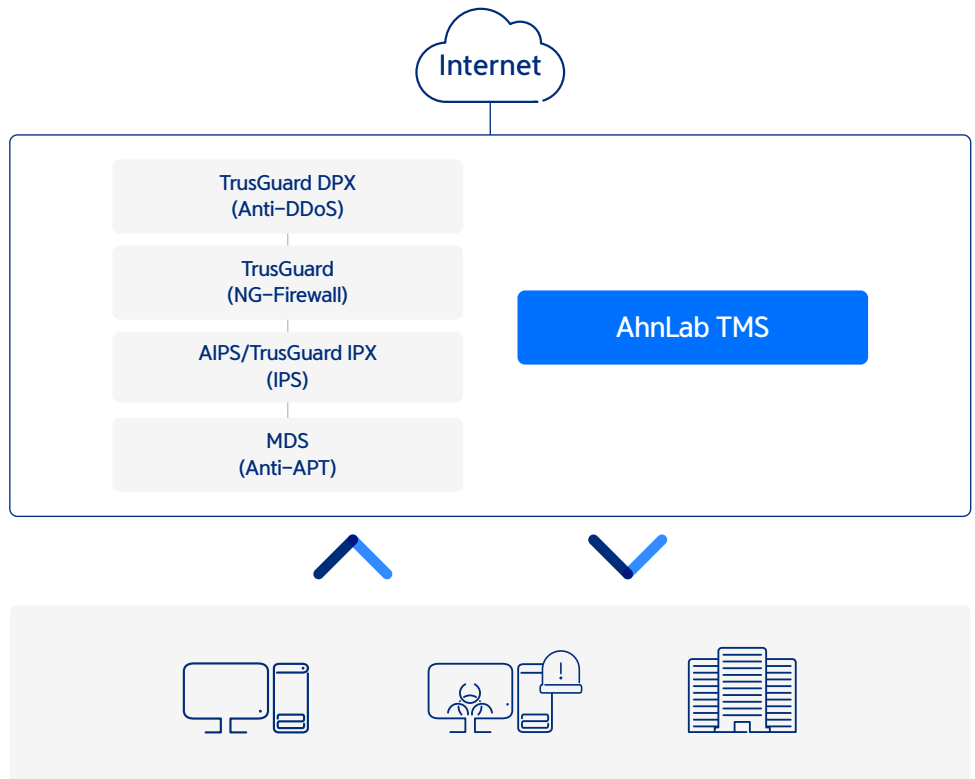 Internet
TrusGuard DPX
(Anti-DDoS)
TrusGuard
(NG-Firewall)
AIPS/TrusGuard IPX
(IPS)
MDS
(Anti-APT)
AhnLab TMS
!